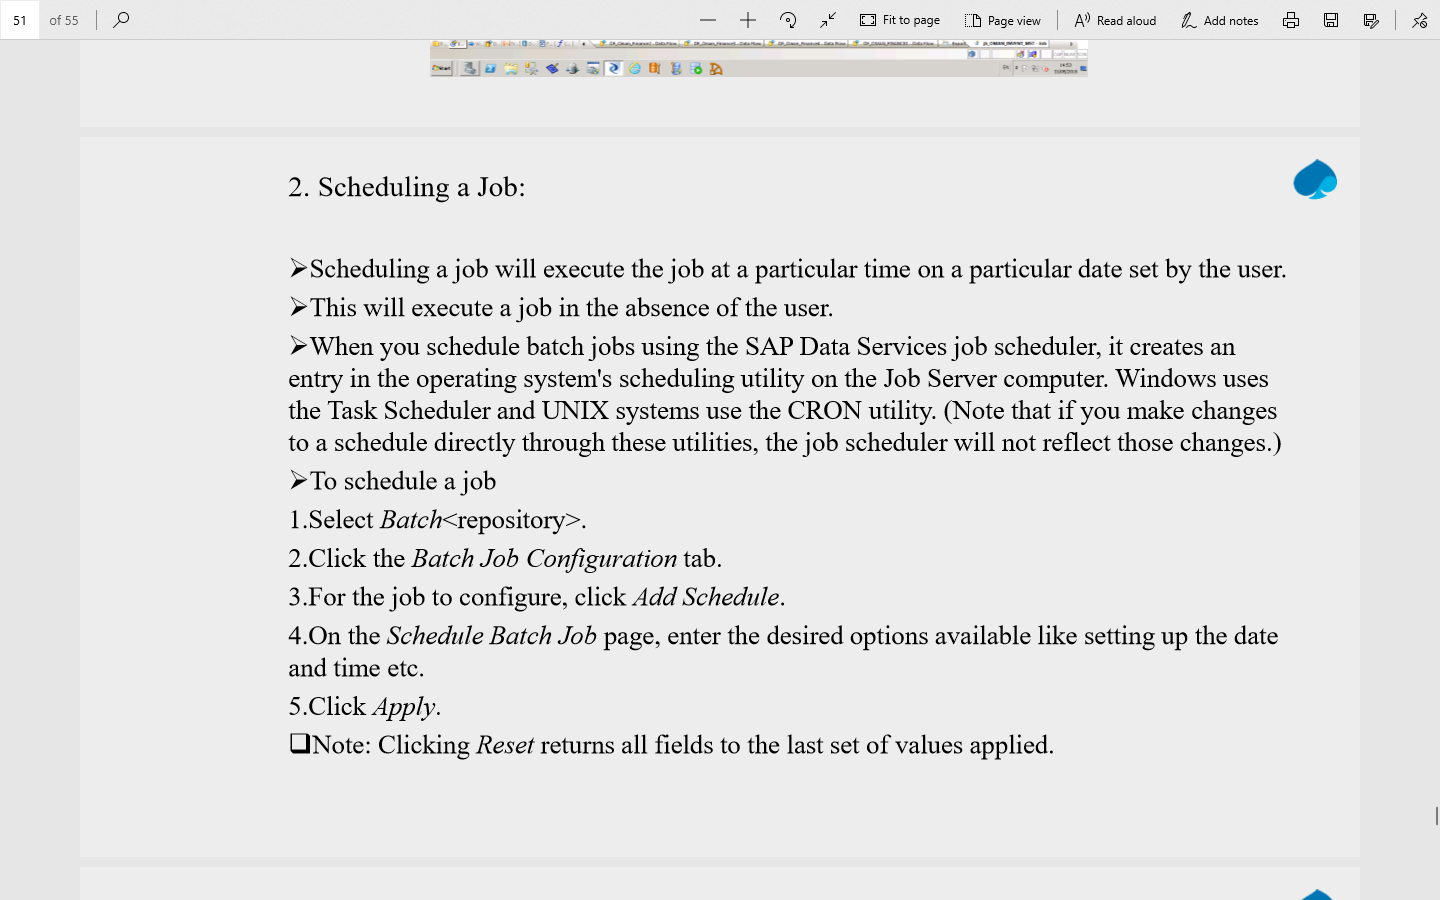 51 of 55 Fit to page Page view Read aloud Add notes
2. Scheduling a Job:
➢Scheduling a job will execute the job at a particular time on a particular date set by the user.
➢This will execute a job in the absence of the user.
➢When you schedule batch jobs using the SAP Data Services job scheduler, it creates an
entry in the operating system's scheduling utility on the Job Server computer. Windows uses
the Task Scheduler and UNIX systems use the CRON utility. (Note that if you make changes
to a schedule directly through these utilities, the job scheduler will not reflect those changes.)
➢To schedule a job
1.Select Batch<repository>.
2.Click the Batch Job Configuration tab.
3.For the job to configure, click Add Schedule.
4.On the Schedule Batch Job page, enter the desired options available like setting up the date
and time etc.
5.Click Apply.
❑Note: Clicking Reset returns all fields to the last set of values applied.